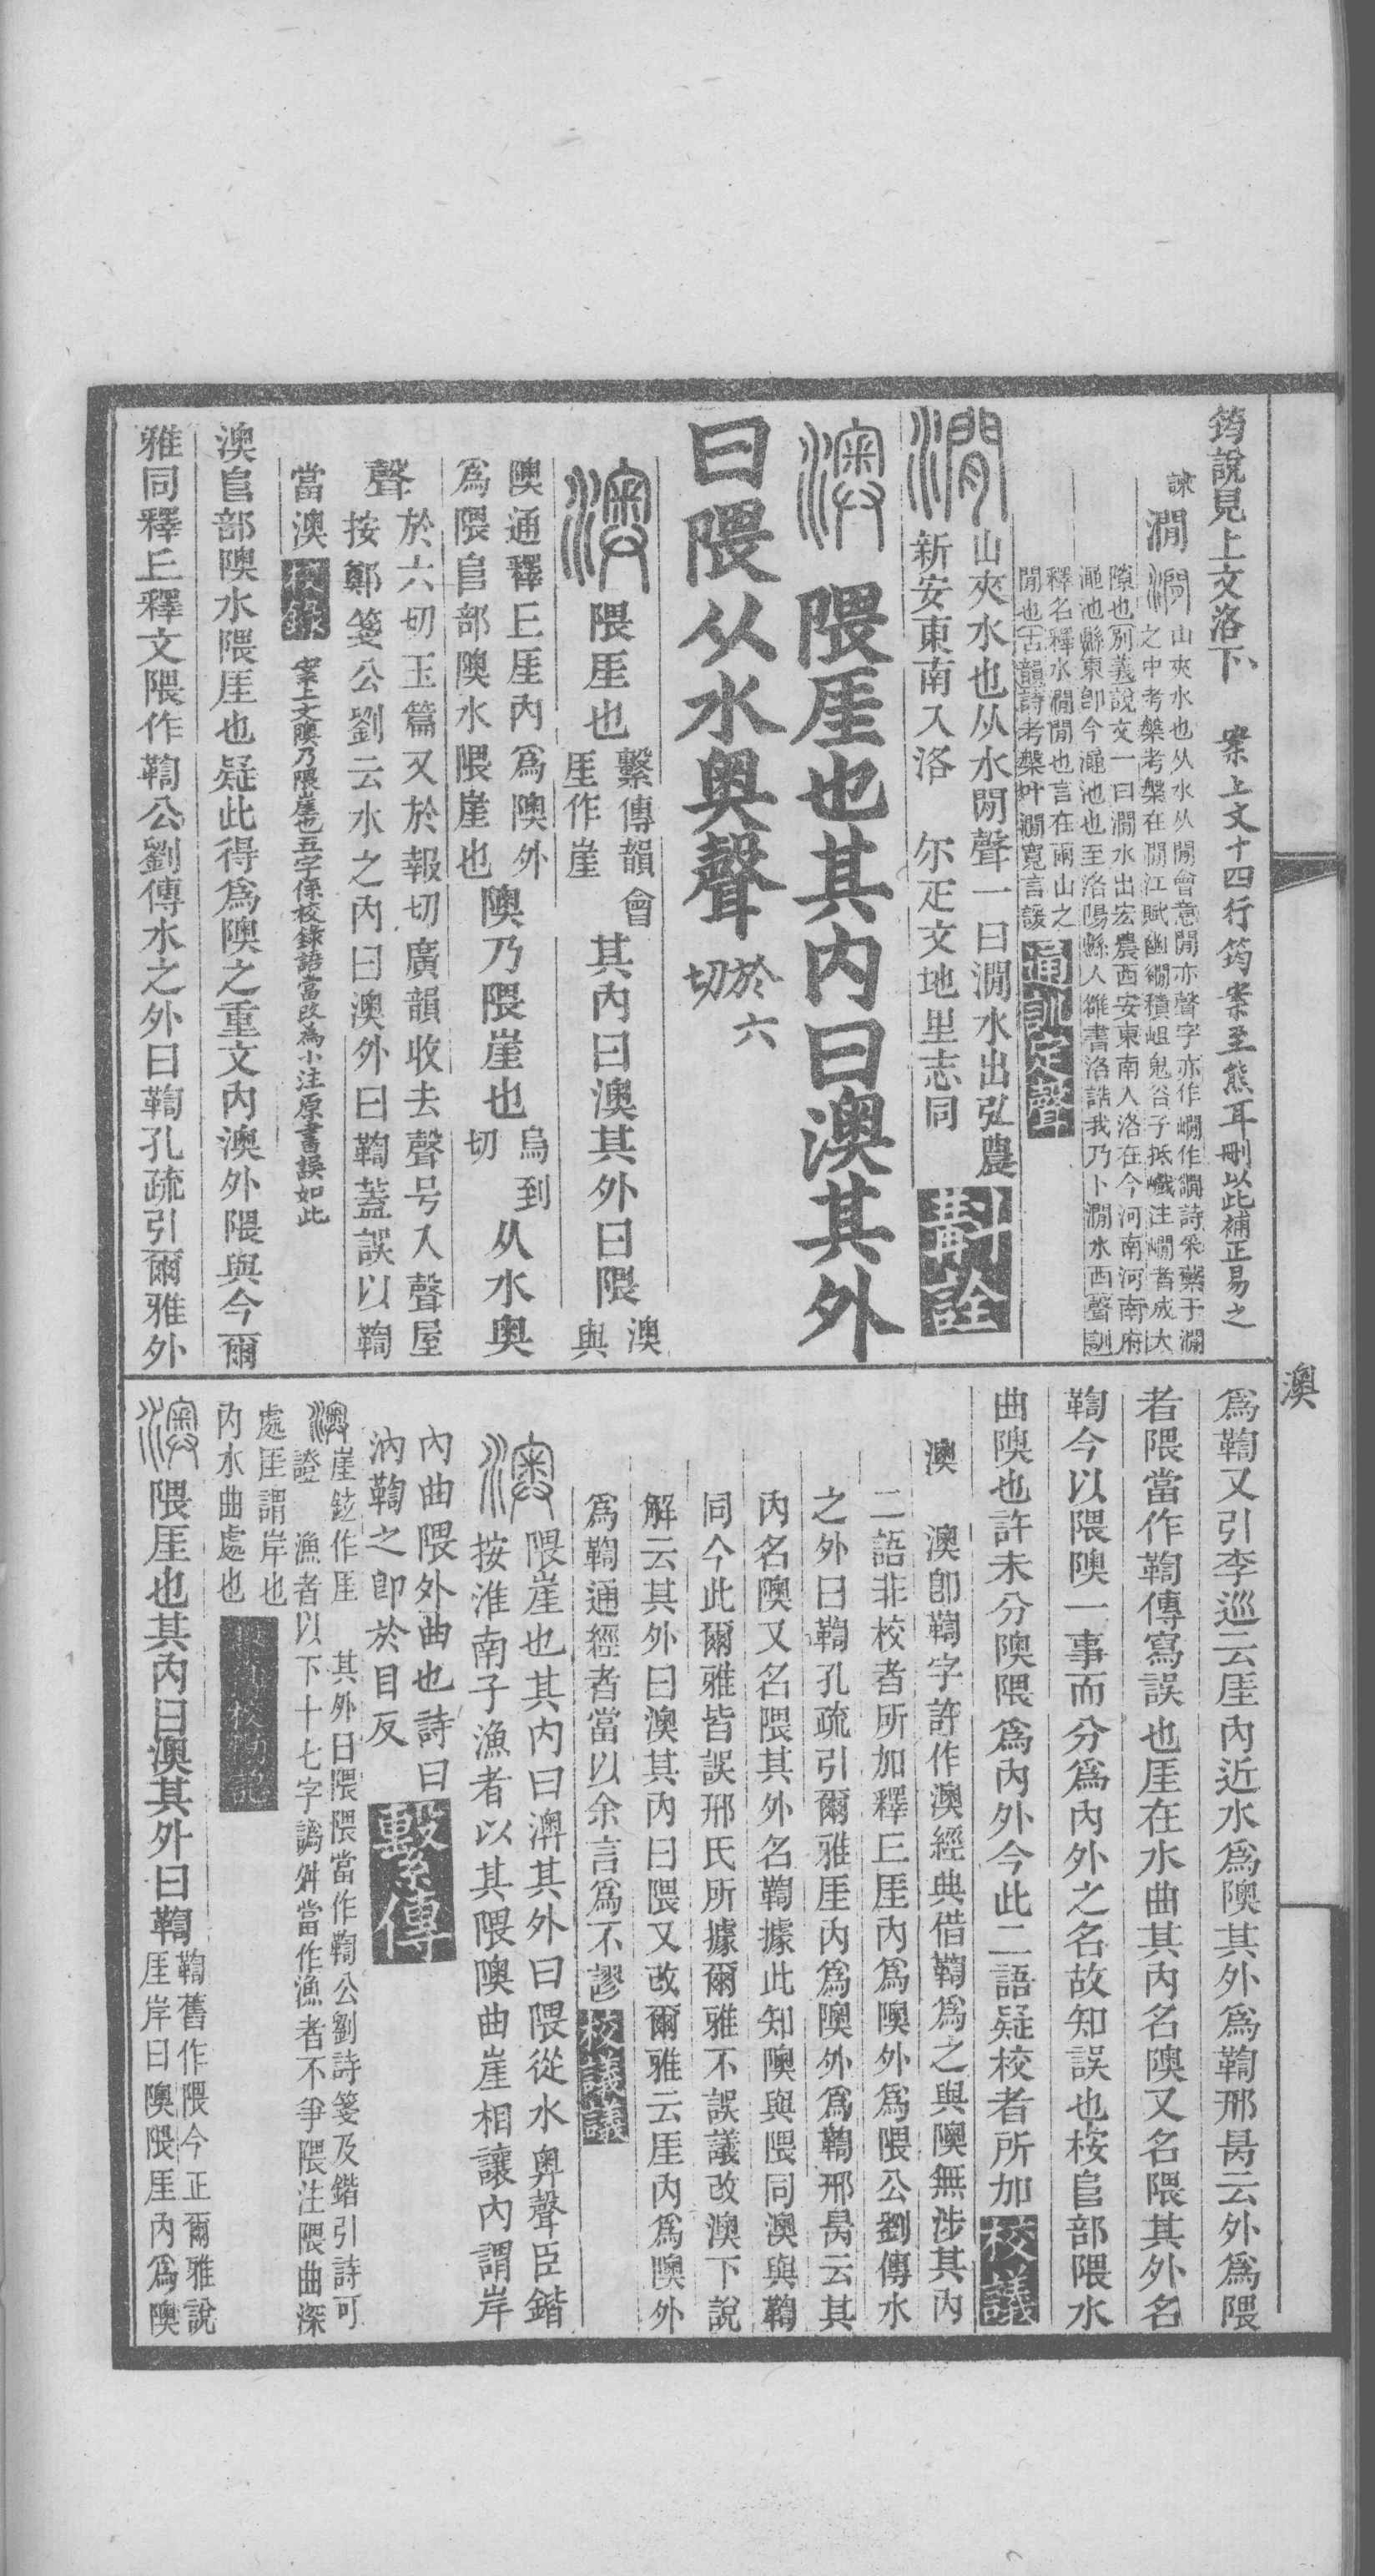 筠說見上文洛下　案上文十四行筠案至熊耳刪以此補正易之
諫
澗
山夾水也从水从閒會意閒亦聲字亦作㵎作澗詩采蘩于澗
之中考槃考槃在澗江賦幽澗積岨鬼谷子抵巇注㵎者成大
隙也別義說文一曰澗水出宏農西安東南入洛在今河南河南府
澠池縣東卽今澠池也至洛陽縣入雒書洛誥我乃卜澗水西聲訓
釋名釋水澗閒也言在兩山之
閒也古韻詩考槃叶澗寬言諼
通訓定聲
山夾水也从水閒聲一曰澗水出弘農
新安東南入洛　尒疋文地里志同
斠詮
隈厓也其內曰澳其外
曰隈从水奧聲
於六
切
隈厓也
繫傳韻會
厓作崖
其內曰澳其外曰隈
澳
與
隩通釋丘厓內爲隩外
爲隈𨸏部隩水隈崖也
隩乃隈崖也
烏到
切
从水奧
聲
於六切玉篇又於報切廣韻收去聲号入聲屋
按鄭箋公劉云水之內曰澳外曰鞫蓋誤以鞫
當澳
校錄
案上文隩乃隈崖也五字係校錄語當改爲小注原書誤如此
澳𨸏部隩水隈厓也疑此得爲隩之重文內澳外隈與今爾
雅同釋丘釋文隈作鞫公劉傳水之外曰鞫孔疏引爾雅外
澳
爲鞫又引李巡云厓內近水爲隩其外爲鞫邢昺云外爲隈
者隈當作鞫傳寫誤也厓在水曲其內名隩又名隈其外名
鞫今以隈隩一事而分爲內外之名故知誤也桉𨸏部隈水
曲隩也許未分隩隈爲內外今此二語疑校者所加
校議
澳　澳卽鞫字許作澳經典借鞫爲之與隩無涉其內
二語非校者所加釋丘厓內爲隩外爲隈公劉傳水
之外曰鞫孔疏引爾雅厓內爲隩外爲鞫邢昺云其
內名隩又名隈其外名鞫據此知隩與隈同澳與鞫
同今此爾雅皆誤邢氏所據爾雅不誤議改澳下說
解云其外曰澳其內曰隈又改爾雅云厓內爲隩外
爲鞫通經者當以余言爲不謬
校議議
隈崖也其內曰澳其外曰隈從水奧聲臣鍇
按淮南子漁者以其隈隩曲崖相讓內謂岸
內曲隈外曲也詩曰
汭鞫之卽於目反
繫傳
崖鉉作厓　其外曰隈隈當作鞫公劉詩箋及鍇引詩可
證　漁者以下十七字譌舛當作漁者不爭隈注隈曲深
處厓謂岸也
內水曲處也
繫傳校勘記
隈厓也其內曰澳其外曰鞫
鞫舊作隈今正爾雅說
厓岸曰隩隈厓內爲隩